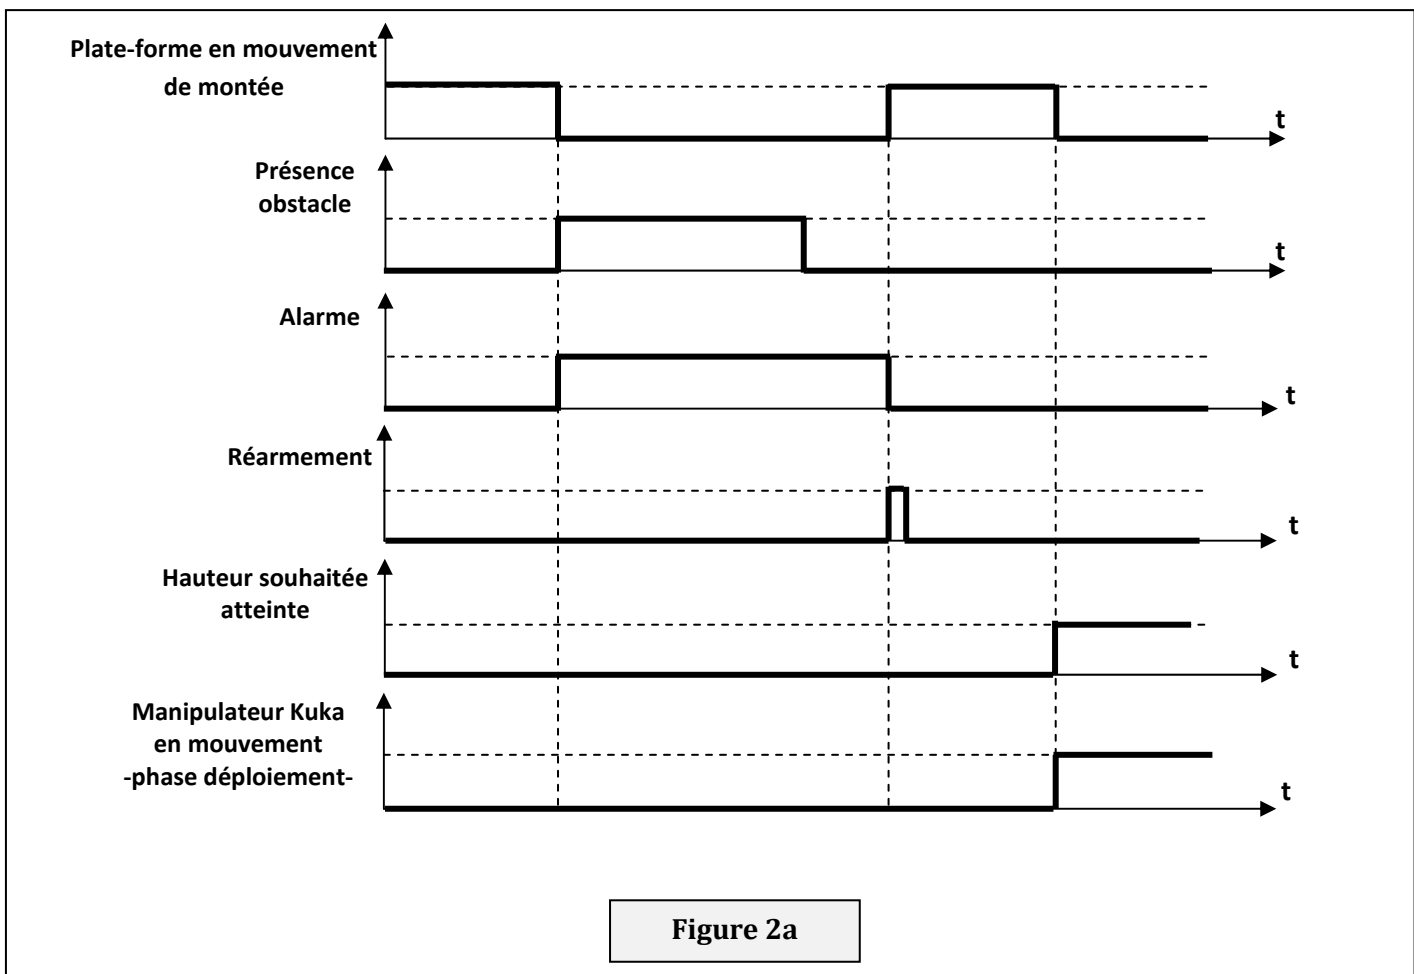 Plate-forme en mouvement
de montée
t
Présence
obstacle
t
Alarme
t
Réarmement
t
Hauteur souhaitée
atteinte
t
Manipulateur Kuka
en mouvement
-phase déploiement-
t
Figure 2a